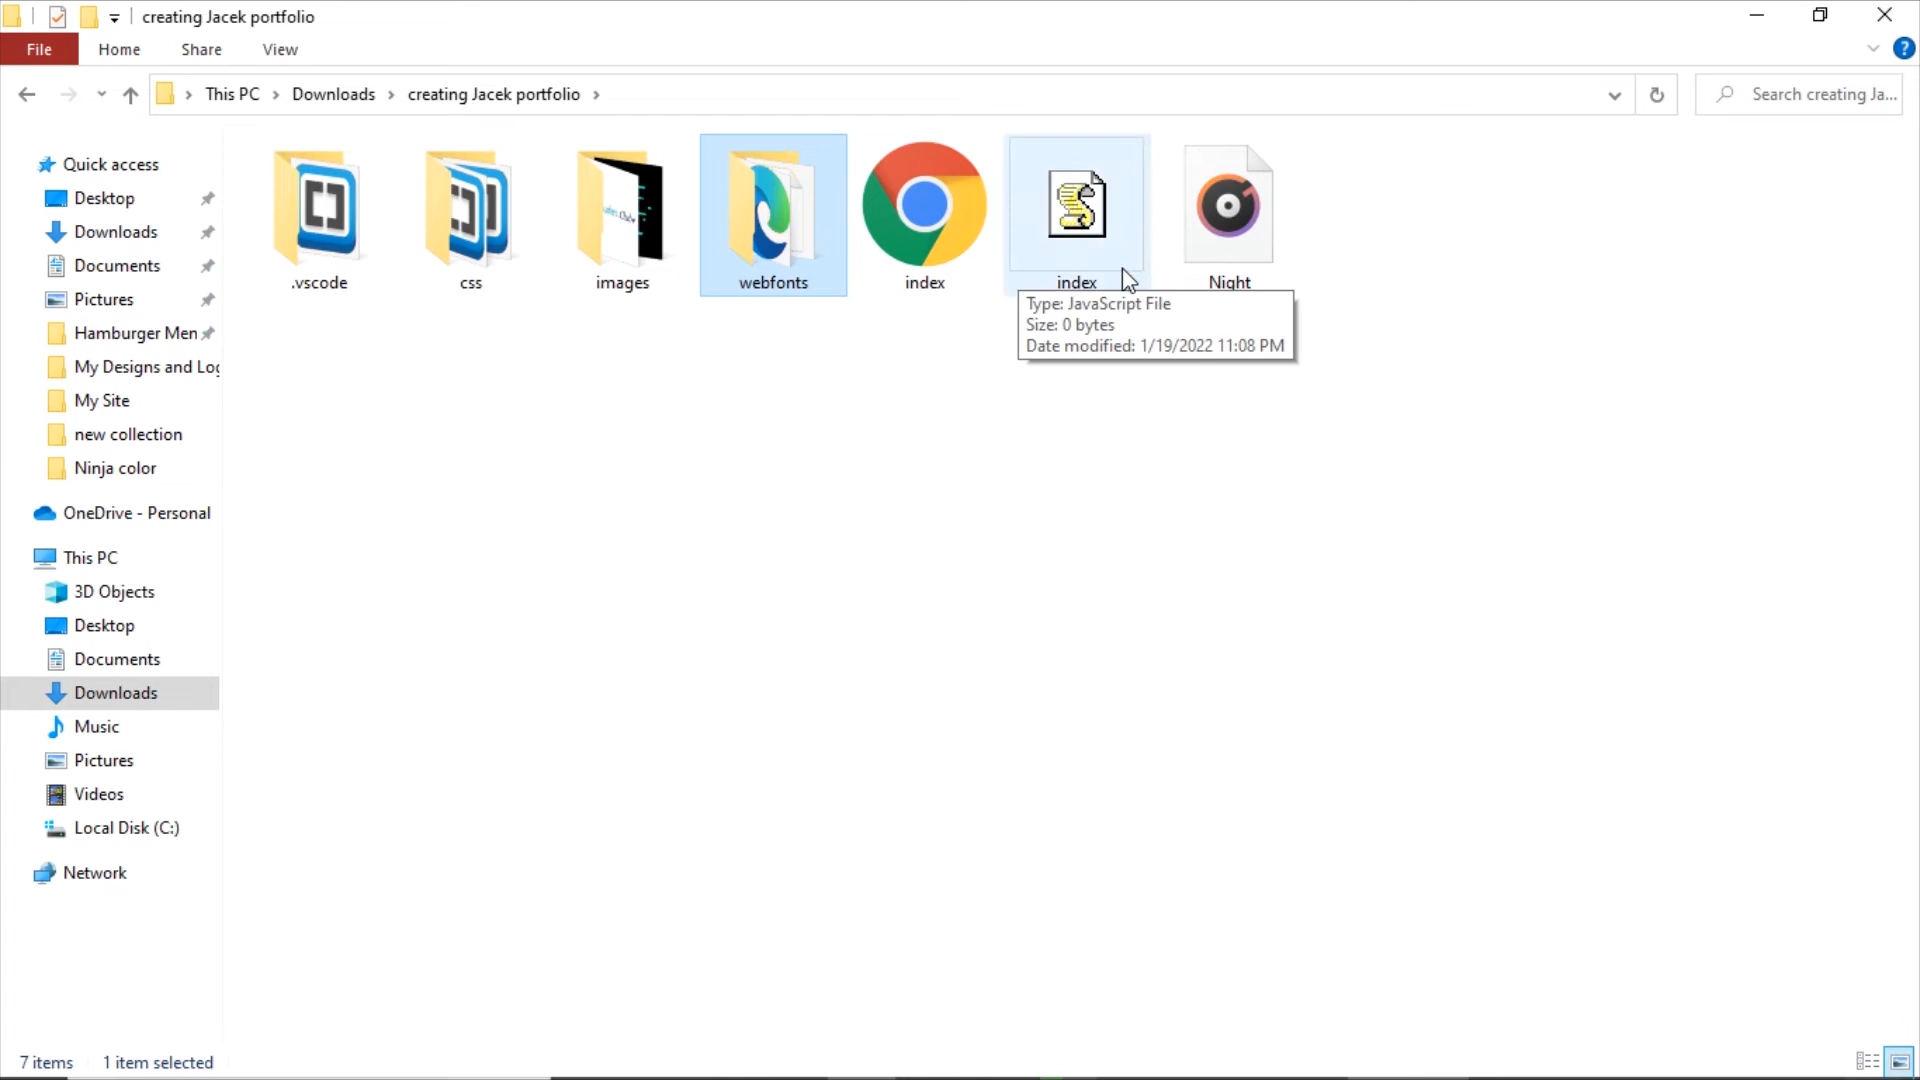 creating Jacek portfolio
File Home Share View
This PC Downloads creating Jacek portfolio
Search creating Ja...
Quick access
Desktop
Downloads
Documents
Pictures
Hamburger Men
My Designs and Log
My Site
new collection
Ninja color
OneDrive - Personal
This PC
3D Objects
Desktop
Documents
Downloads
Music
Pictures
Videos
Local Disk (C:)
Network
.vscode css images webfonts index index Night
Type: JavaScript File
Size: 0 bytes
Date modified: 1/19/2022 11:08 PM
7 items 1 item selected